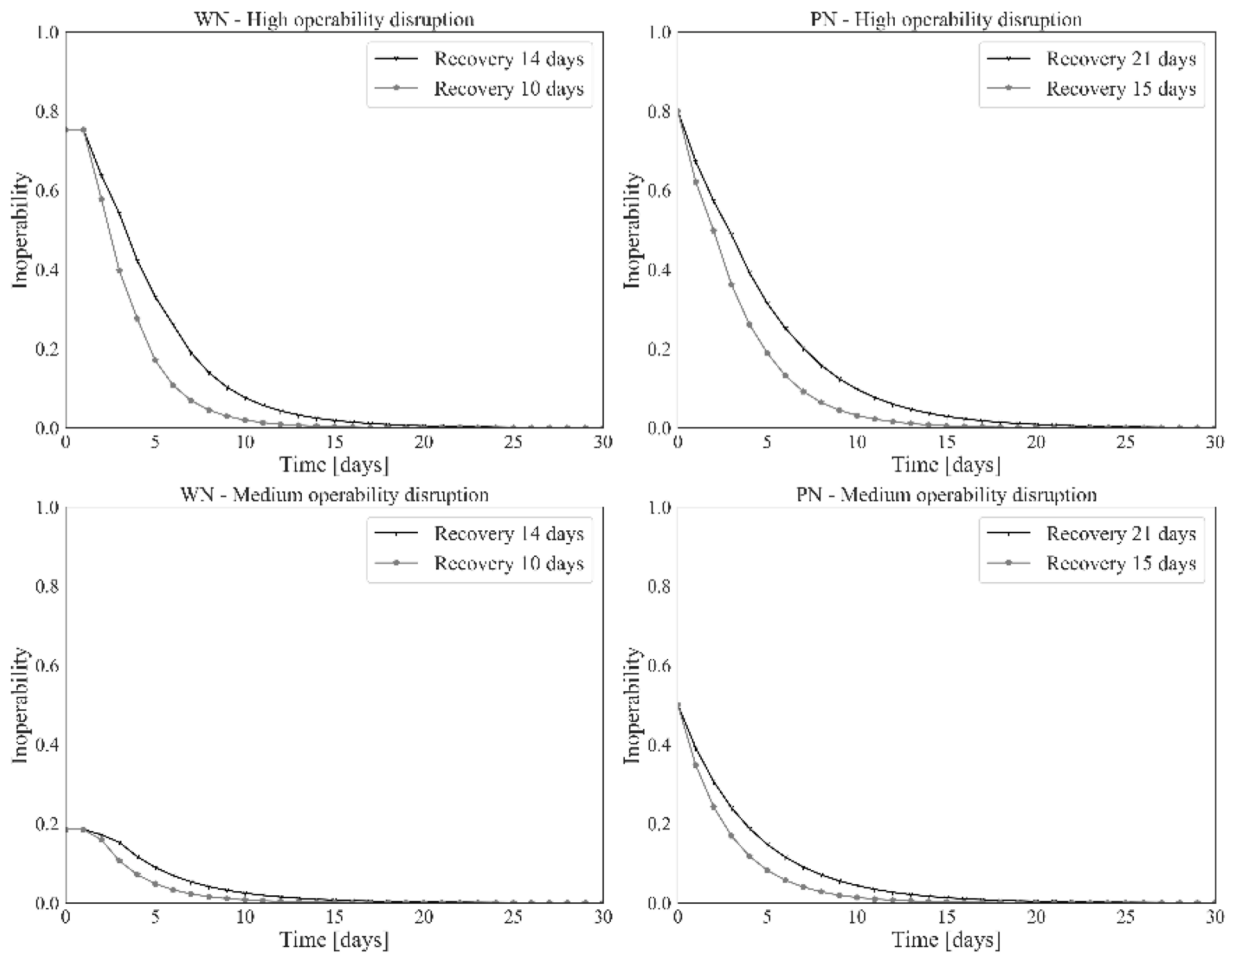 WN - High operability disruption
1.0
0.8
0.6
0.4
0.2
0.0
Inoperability
Recovery 14 days
Recovery 10 days
0 5 10 15 20 25 30
Time [days]
PN - High operability disruption
1.0
0.8
0.6
0.4
0.2
0.0
Inoperability
Recovery 21 days
Recovery 15 days
0 5 10 15 20 25 30
Time [days]
WN - Medium operability disruption
1.0
0.8
0.6
0.4
0.2
0.0
Inoperability
Recovery 14 days
Recovery 10 days
0 5 10 15 20 25 30
Time [days]
PN - Medium operability disruption
1.0
0.8
0.6
0.4
0.2
0.0
Inoperability
Recovery 21 days
Recovery 15 days
0 5 10 15 20 25 30
Time [days]